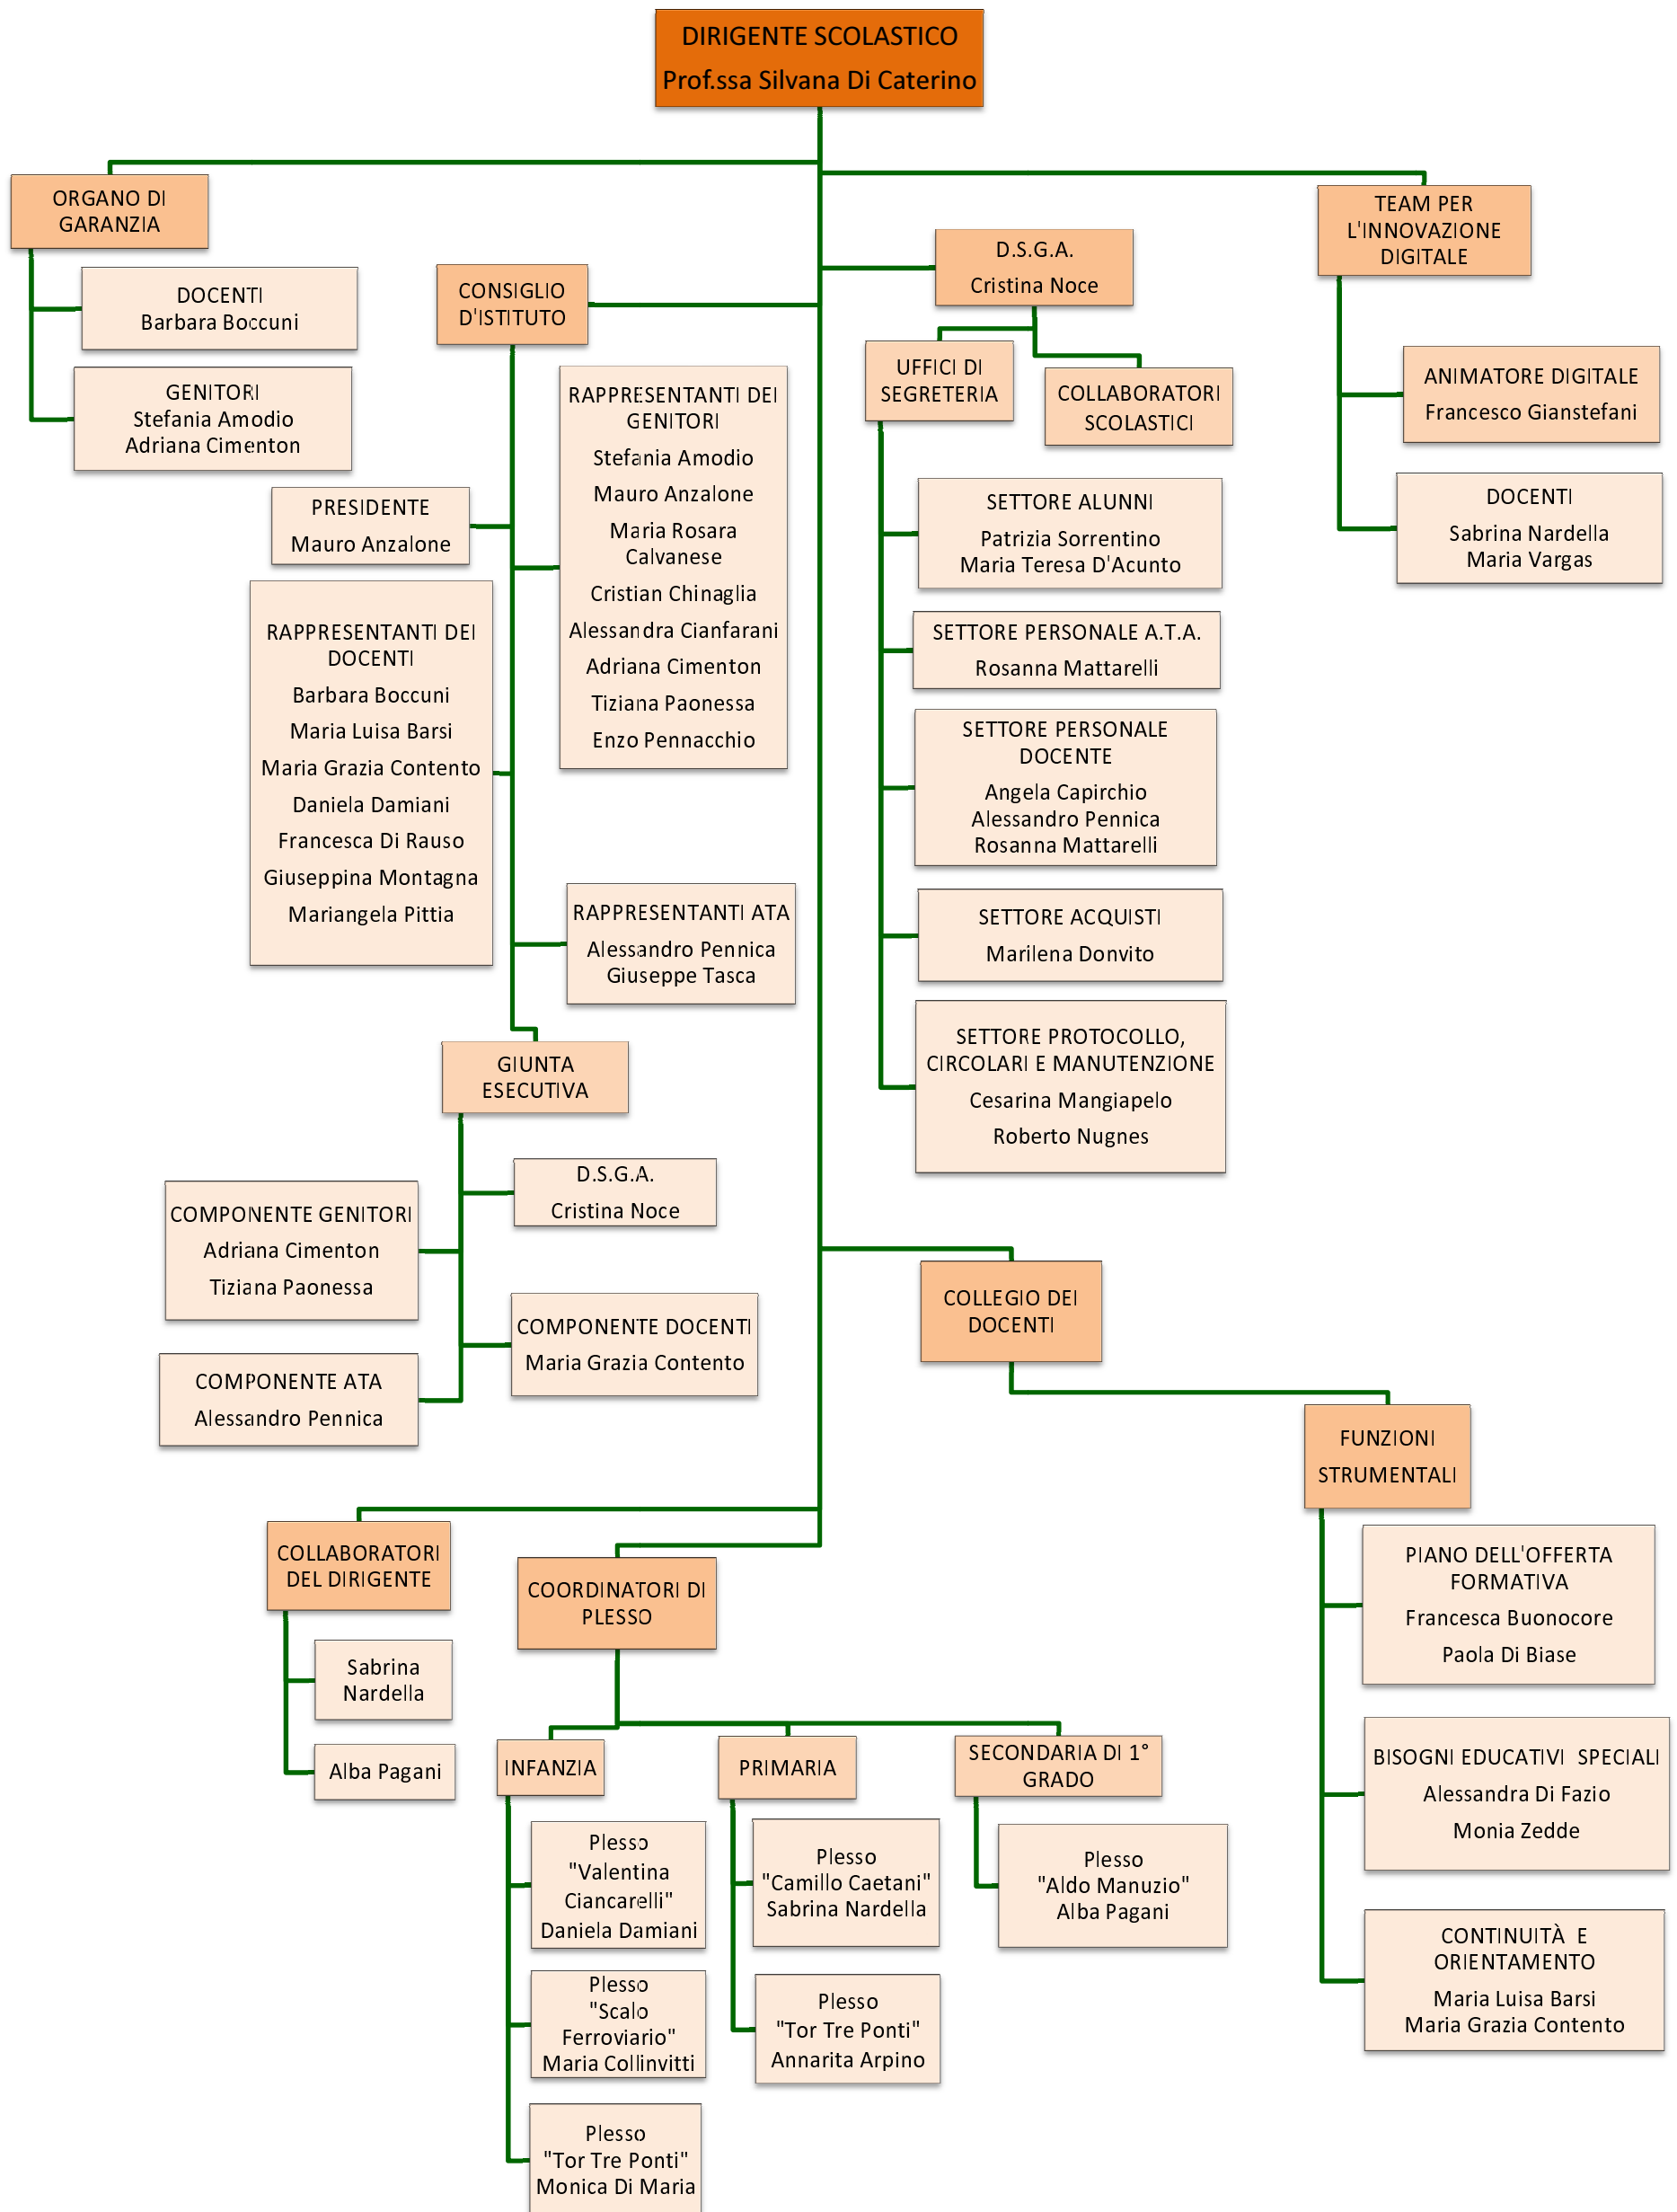 DIRIGENTE SCOLASTICO
Prof.ssa Silvana Di Caterino
ORGANO DI
GARANZIA
DOCENTI
Barbara Boccuni
GENITORI
Stefania Amodio
Adriana Cimenton
CONSIGLIO
D'ISTITUTO
PRESIDENTE
Mauro Anzalone
RAPPRESENTANTI DEI
GENITORI
Stefania Amodio
Mauro Anzalone
Maria Rosara
Calvanese
Cristian Chinaglia
Alessandra Cianfarani
Adriana Cimenton
Tiziana Paonessa
Enzo Pennacchio
RAPPRESENTANTI DEI
DOCENTI
Barbara Boccuni
Maria Luisa Barsi
Maria Grazia Contento
Daniela Damiani
Francesca Di Rauso
Giuseppina Montagna
Mariangela Pittia
RAPPRESENTANTI ATA
Alessandro Pennica
Giuseppe Tasca
GIUNTA
ESECUTIVA
D.S.G.A.
Cristina Noce
COMPONENTE GENITORI
Adriana Cimenton
Tiziana Paonessa
COMPONENTE DOCENTI
Maria Grazia Contento
COMPONENTE ATA
Alessandro Pennica
D.S.G.A.
Cristina Noce
UFFICI DI
SEGRETERIA
COLLABORATORI
SCOLASTICI
SETTORE ALUNNI
Patrizia Sorrentino
Maria Teresa D'Acunto
SETTORE PERSONALE A.T.A.
Rosanna Mattarelli
SETTORE PERSONALE
DOCENTE
Angela Capirchio
Alessandro Pennica
Rosanna Mattarelli
SETTORE ACQUISTI
Marilena Donvito
SETTORE PROTOCOLLO,
CIRCOLARI E MANUTENZIONE
Cesarina Mangiapelo
Roberto Nugnes
TEAM PER
L'INNOVAZIONE
DIGITALE
ANIMATORE DIGITALE
Francesco Gianstefani
DOCENTI
Sabrina Nardella
Maria Vargas
COLLEGIO DEI
DOCENTI
FUNZIONI
STRUMENTALI
PIANO DELL'OFFERTA
FORMATIVA
Francesca Buonocore
Paola Di Biase
BISOGNI EDUCATIVI  SPECIALI
Alessandra Di Fazio
Monia Zedde
CONTINUITÀ  E
ORIENTAMENTO
Maria Luisa Barsi
Maria Grazia Contento
COLLABORATORI
DEL DIRIGENTE
Sabrina
Nardella
Alba Pagani
COORDINATORI DI
PLESSO
INFANZIA
Plesso
"Valentina
Ciancarelli"
Daniela Damiani
Plesso
"Scalo
Ferroviario"
Maria Collinvitti
Plesso
"Tor Tre Ponti"
Monica Di Maria
PRIMARIA
Plesso
"Camillo Caetani"
Sabrina Nardella
Plesso
"Tor Tre Ponti"
Annarita Arpino
SECONDARIA DI 1°
GRADO
Plesso
"Aldo Manuzio"
Alba Pagani